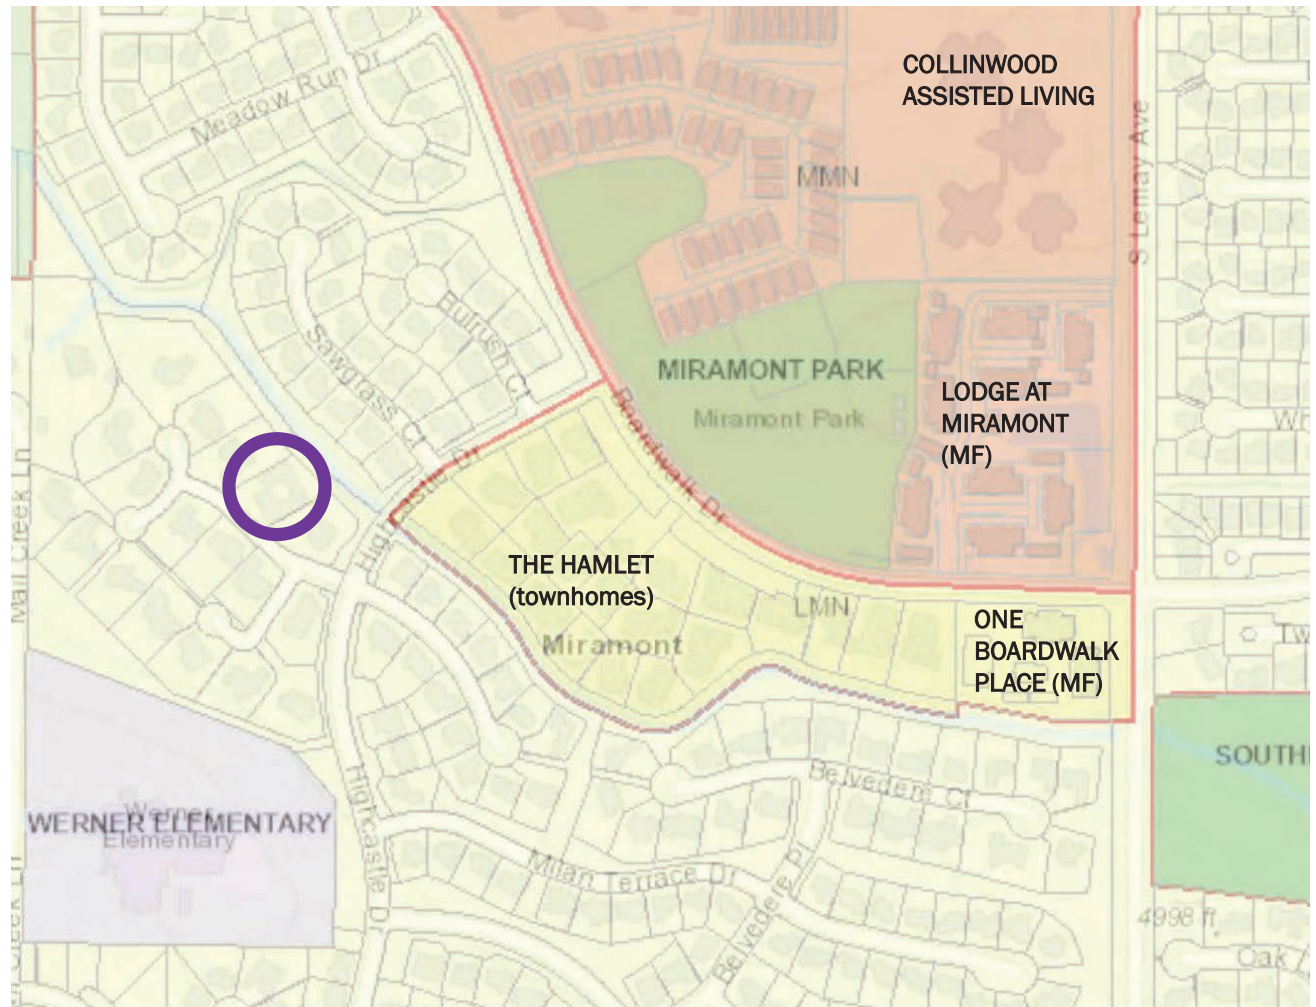 COLLINWOOD
ASSISTED LIVING
Meadow Run Dr
S Lemay Ave
MMN
Bulrush Ct
Sawgrass Ct
MIRAMONT PARK
Miramont Park
LODGE AT
MIRAMONT
(MF)
Boardwalk Dr
Mail Creek Ln
Highcastle Dr
THE HAMLET
(townhomes)
Miramont
LMN
ONE
BOARDWALK
PLACE (MF)
SOUTH
Belvedere Ct
WERNER ELEMENTARY
Werner
Elementary
Highcastle Dr
Milan Terrace Dr
Belvedere Pl
4998 ft
Oak